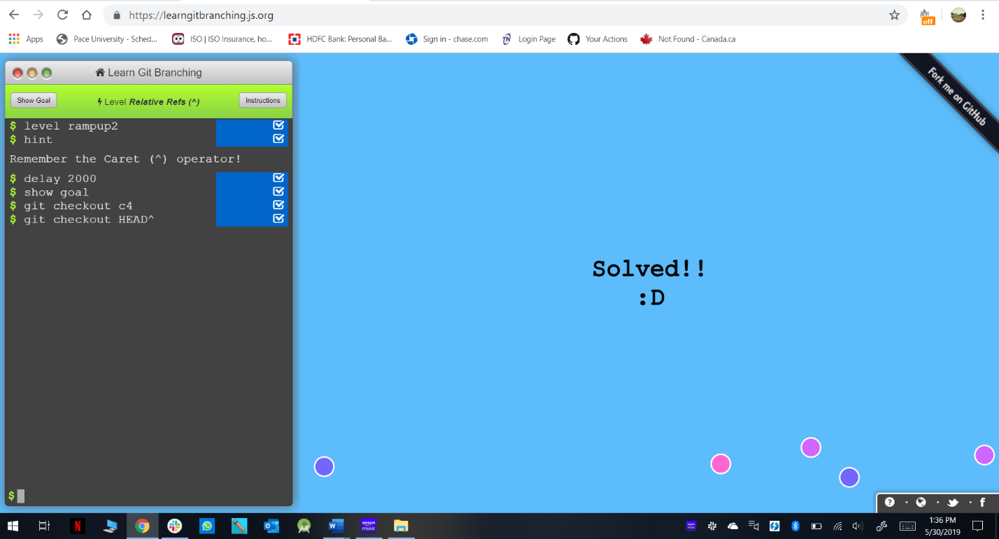 https://learngitbranching.js.org
off
Apps
Pace University - Sched...
ISO | ISO Insurance, ho...
HDFC Bank: Personal Ba...
Sign in - chase.com
Login Page
Your Actions
Not Found - Canada.ca
Learn Git Branching
Show Goal
Level Relative Refs (^)
Instructions
$ level rampup2
$ hint
Remember the Caret (^) operator!
$ delay 2000
$ show goal
$ git checkout c4
$ git checkout HEAD^
$
Solved!!
:D
Fork me on GitHub
1:36 PM
5/30/2019